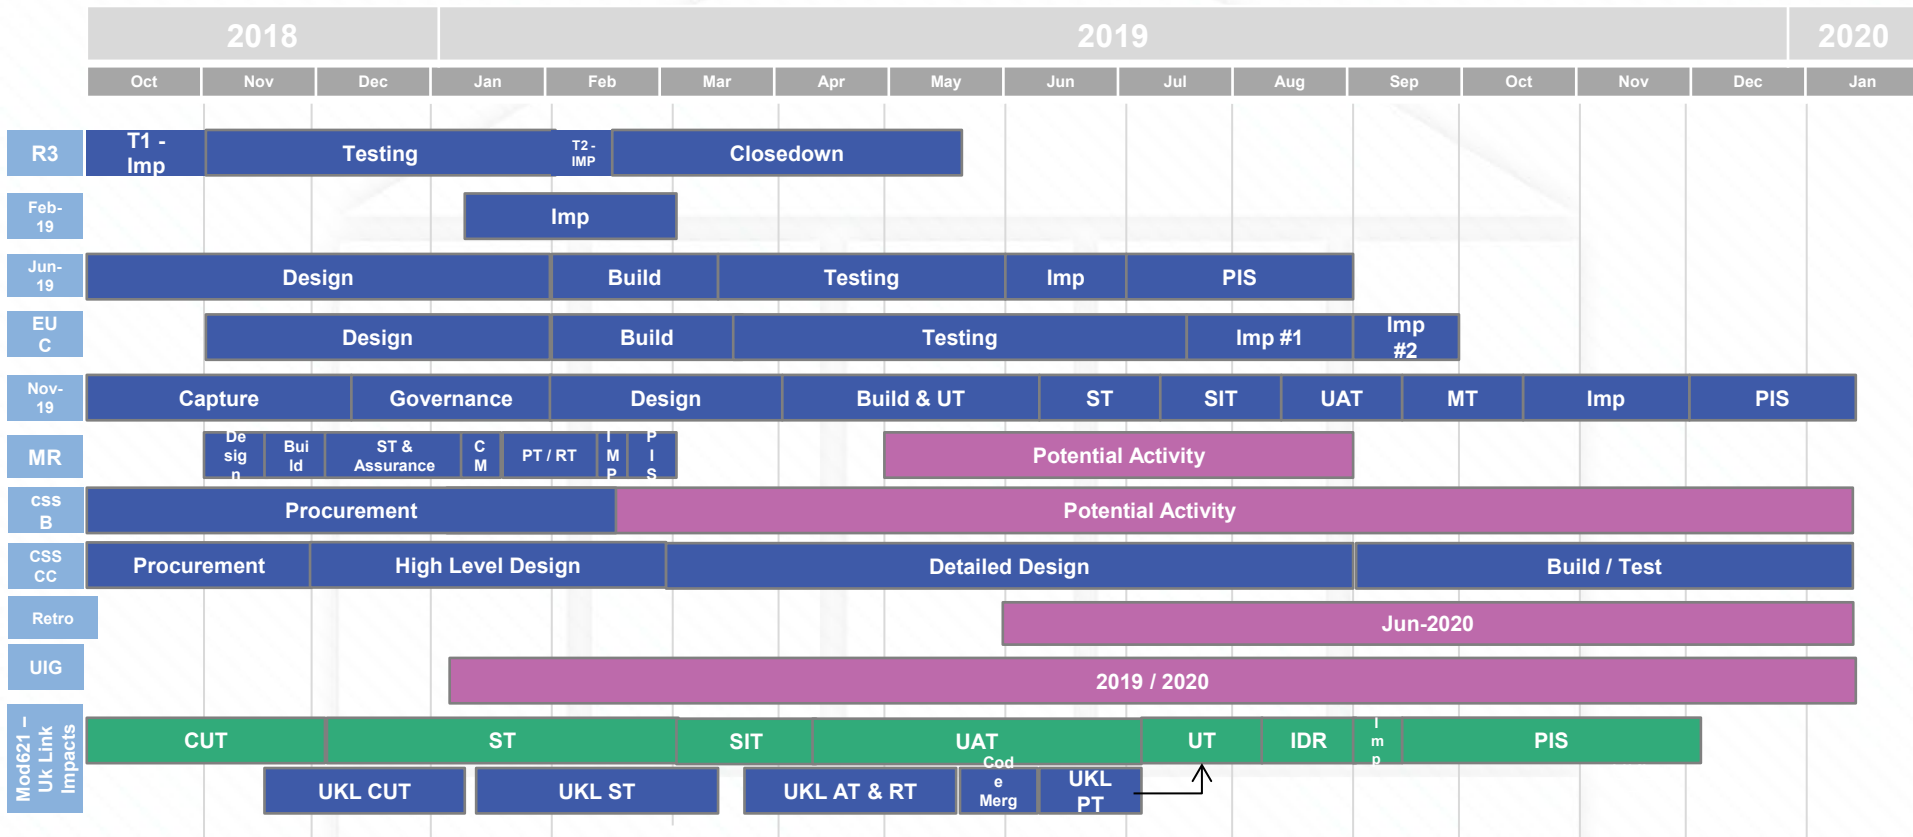 2018 2019 2020
Oct Nov Dec Jan Feb Mar Apr May Jun Jul Aug Sep Oct Nov Dec Jan
R3
T1 -
Imp
Testing
T2 -
IMP
Closedown
Feb-
19
Imp
Jun-
19
Design Build Testing Imp PIS
EU
C
Design Build Testing Imp #1
Imp
#2
Nov-
19
Capture Governance Design Build & UT ST SIT UAT MT Imp PIS
MR
De
sig
n
Bui
ld
ST &
Assurance
C
M
PT / RT
I
M
P
P
I
S
Potential Activity
css
B
Procurement Potential Activity
CSS
CC
Procurement High Level Design Detailed Design Build / Test
Retro
Jun-2020
UIG
2019 / 2020
Mod621 –
Uk Link
Impacts
CUT ST SIT UAT UT IDR
I
m
p
PIS
UKL CUT UKL ST UKL AT & RT
Cod
e
Merg
UKL
PT